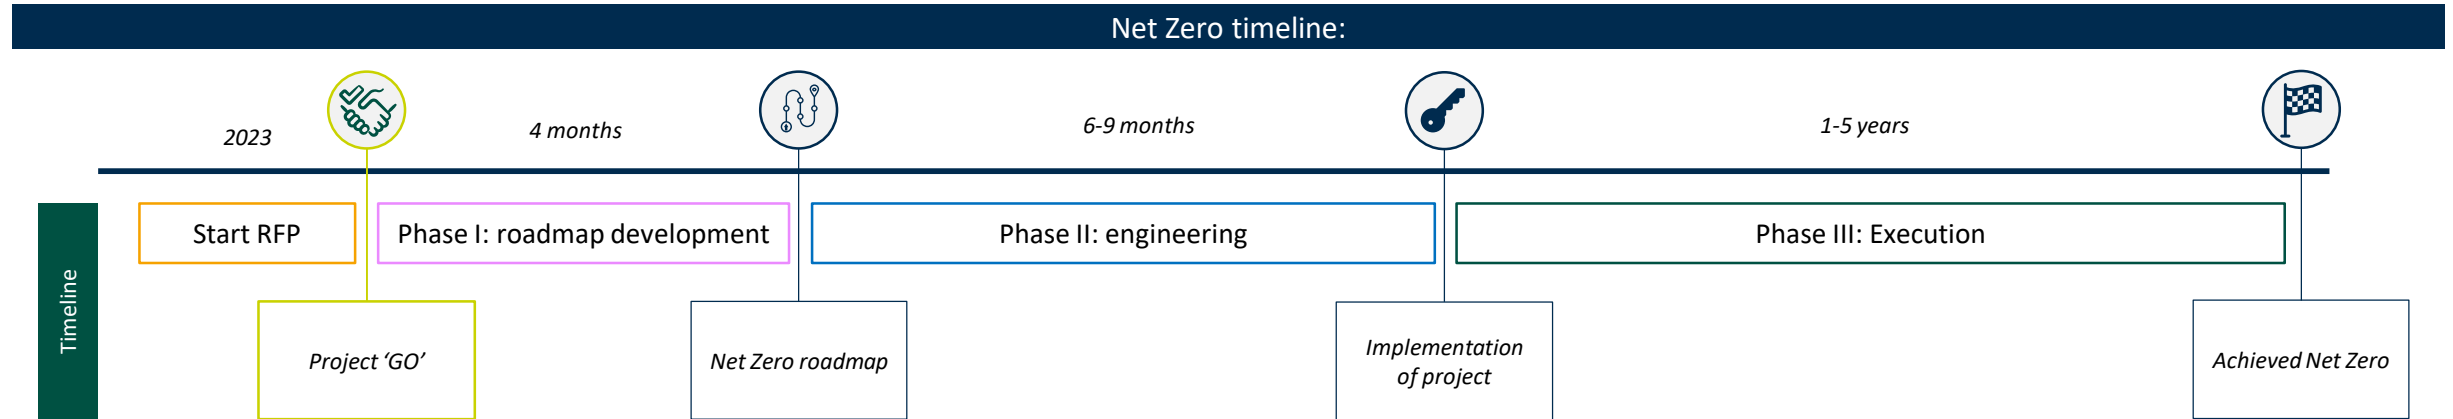 Net Zero timeline:
2023
4 months
6-9 months
1-5 years
Timeline
Start RFP
Phase I: roadmap development
Phase II: engineering
Phase III: Execution
Project ‘GO’
Net Zero roadmap
Implementation
of project
Achieved Net Zero